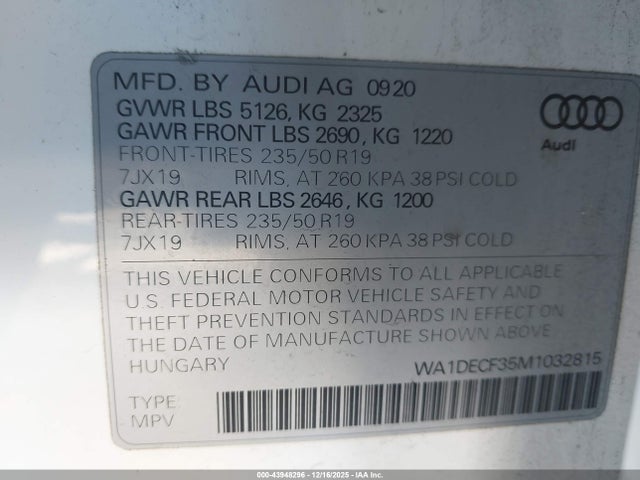 MFD. BY AUDI AG 0920
GVWR LBS 5126, KG 2325
GAWR FRONT LBS 2690, KG 1220
FRONT-TIRES 235/50 R19
7JX19 RIMS, AT 260 KPA 38 PSI COLD
GAWR REAR LBS 2646, KG 1200
REAR-TIRES 235/50 R19
7JX19 RIMS, AT 260 KPA 38 PSI COLD
Audi
THIS VEHICLE CONFORMS TO ALL APPLICABLE
U.S. FEDERAL MOTOR VEHICLE SAFETY AND
THEFT PREVENTION STANDARDS IN EFFECT ON
THE DATE OF MANUFACTURE SHOWN ABOVE.
HUNGARY WA1DECF35M1032815
TYPE:
MPV
000-43948296 - 12/16/2025 - IAA Inc.